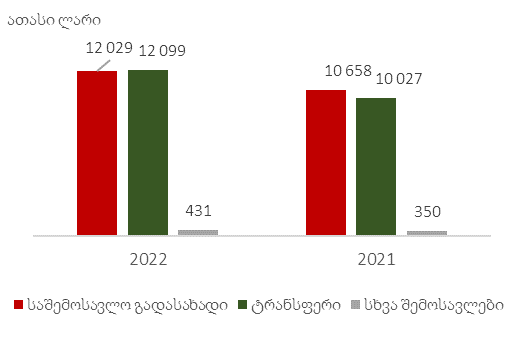 ათასი ლარი
12 029 12 099
10 658 10 027
431 350
2022 2021
საშემოსავლო გადასახადი ტრანსფერი სხვა შემოსავლები